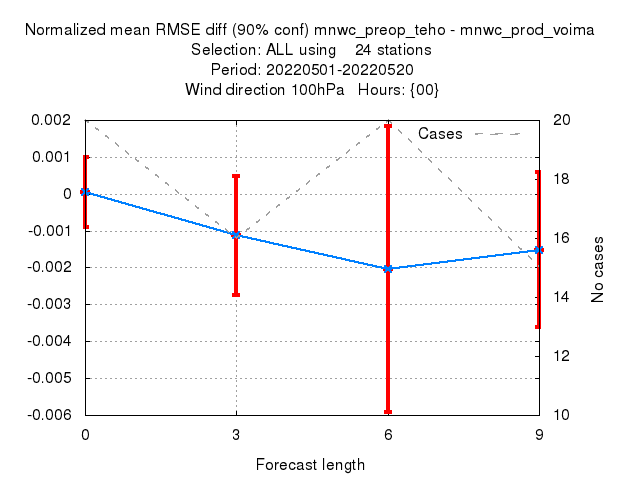 Normalized mean RMSE diff (90% conf) mnwc_preop_teho - mnwc_prod_voima
Selection: ALL using    24 stations
Period: 20220501-20220520
Wind direction 100hPa   Hours: {00}
Cases
0.002
0.001
0
-0.001
-0.002
-0.003
-0.004
-0.005
-0.006
20
18
16
14
12
10
No cases
0 3 6 9
Forecast length